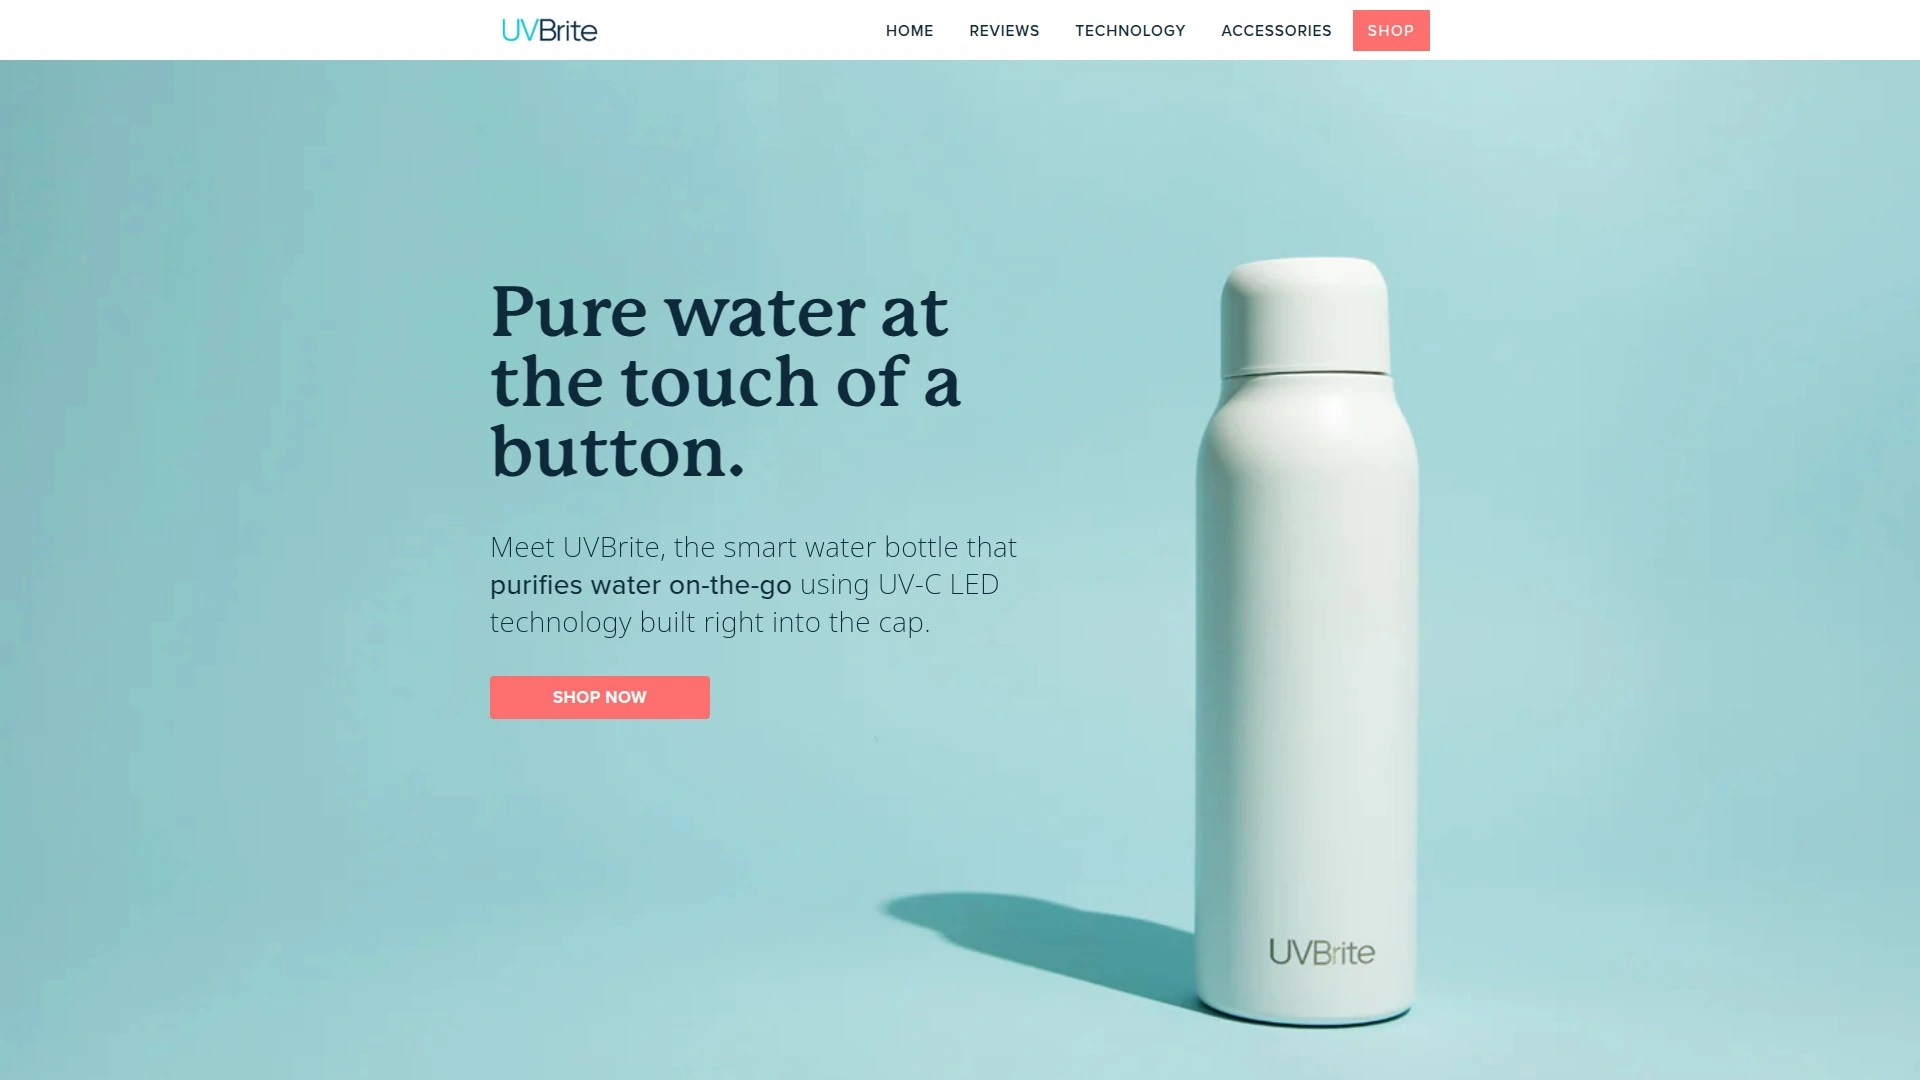 UVBrite
HOME
REVIEWS
TECHNOLOGY
ACCESSORIES
SHOP
Pure water at
the touch of a
button.
Meet UVBrite, the smart water bottle that
purifies water on-the-go using UV-C LED
technology built right into the cap.
SHOP NOW
UVBrite